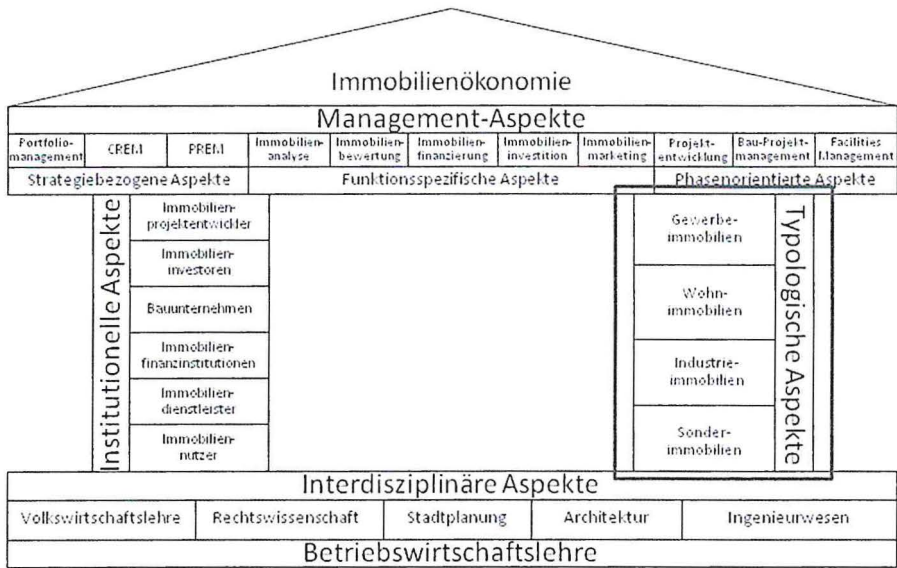 Immobilienökonomie
Management-Aspekte
Portfolio-
management
CREM
PREM
Immobilien-
analyse
Immobilien-
bewertung
Immobilien-
finanzierung
Immobilien-
investition
Immobilien-
marketing
Projekt-
entwicklung
Bau-Projekt-
management
Facilities
Management
Strategiebezogene Aspekte
Funktionsspezifische Aspekte
Phasenorientierte Aspekte
Institutionelle Aspekte
Immobilien-
projektentwickler
Immobilien-
investoren
Bauunternehmen
Immobilien-
finanzinstitutionen
Immobilien-
dienstleister
Immobilien-
nutzer
Gewerbe-
immobilien
Wohn-
immobilien
Industrie-
immobilien
Sonder-
immobilien
Typologische Aspekte
Interdisziplinäre Aspekte
Volkswirtschaftslehre
Rechtswissenschaft
Stadtplanung
Architektur
Ingenieurwesen
Betriebswirtschaftslehre